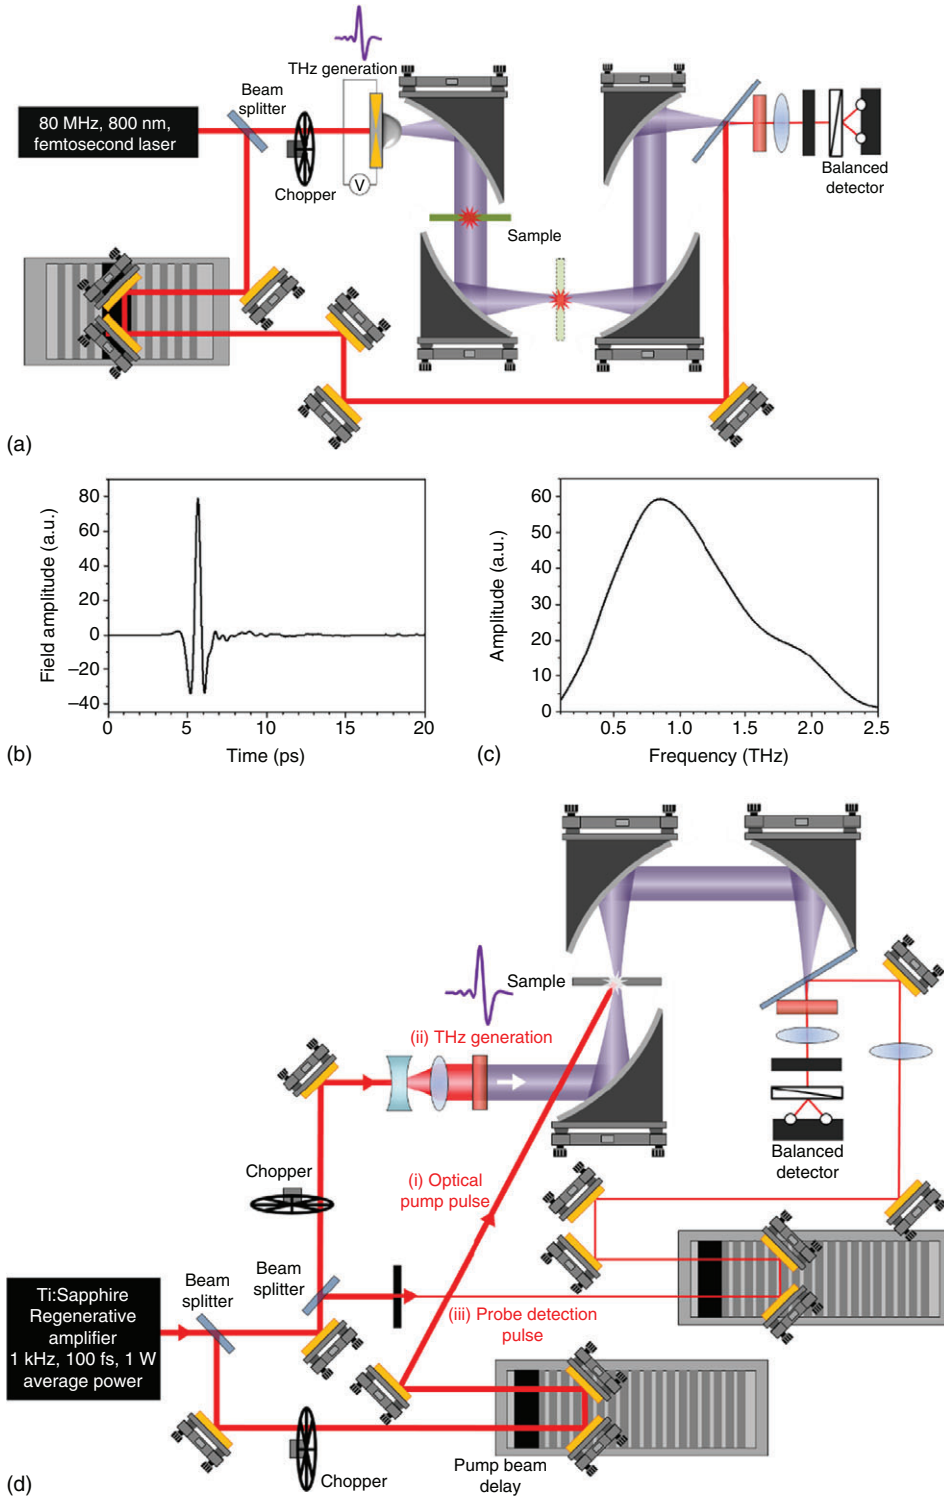 THz generation
Beam
splitter
80 MHz, 800 nm,
femtosecond laser
Chopper
V
Sample
Balanced
detector
(a)
80
60
40
20
0
–20
–40
0
5
10
15
20
Field amplitude (a.u.)
Time (ps)
(b)
60
50
40
30
20
10
0
0.5
1.0
1.5
2.0
2.5
Amplitude (a.u.)
Frequency (THz)
(c)
Sample
(ii) THz generation
Chopper
(i) Optical
pump pulse
Balanced
detector
Beam
splitter
Beam
splitter
Ti:Sapphire
Regenerative
amplifier
1 kHz, 100 fs, 1 W
average power
(iii) Probe detection
pulse
Chopper
Pump beam
delay
(d)